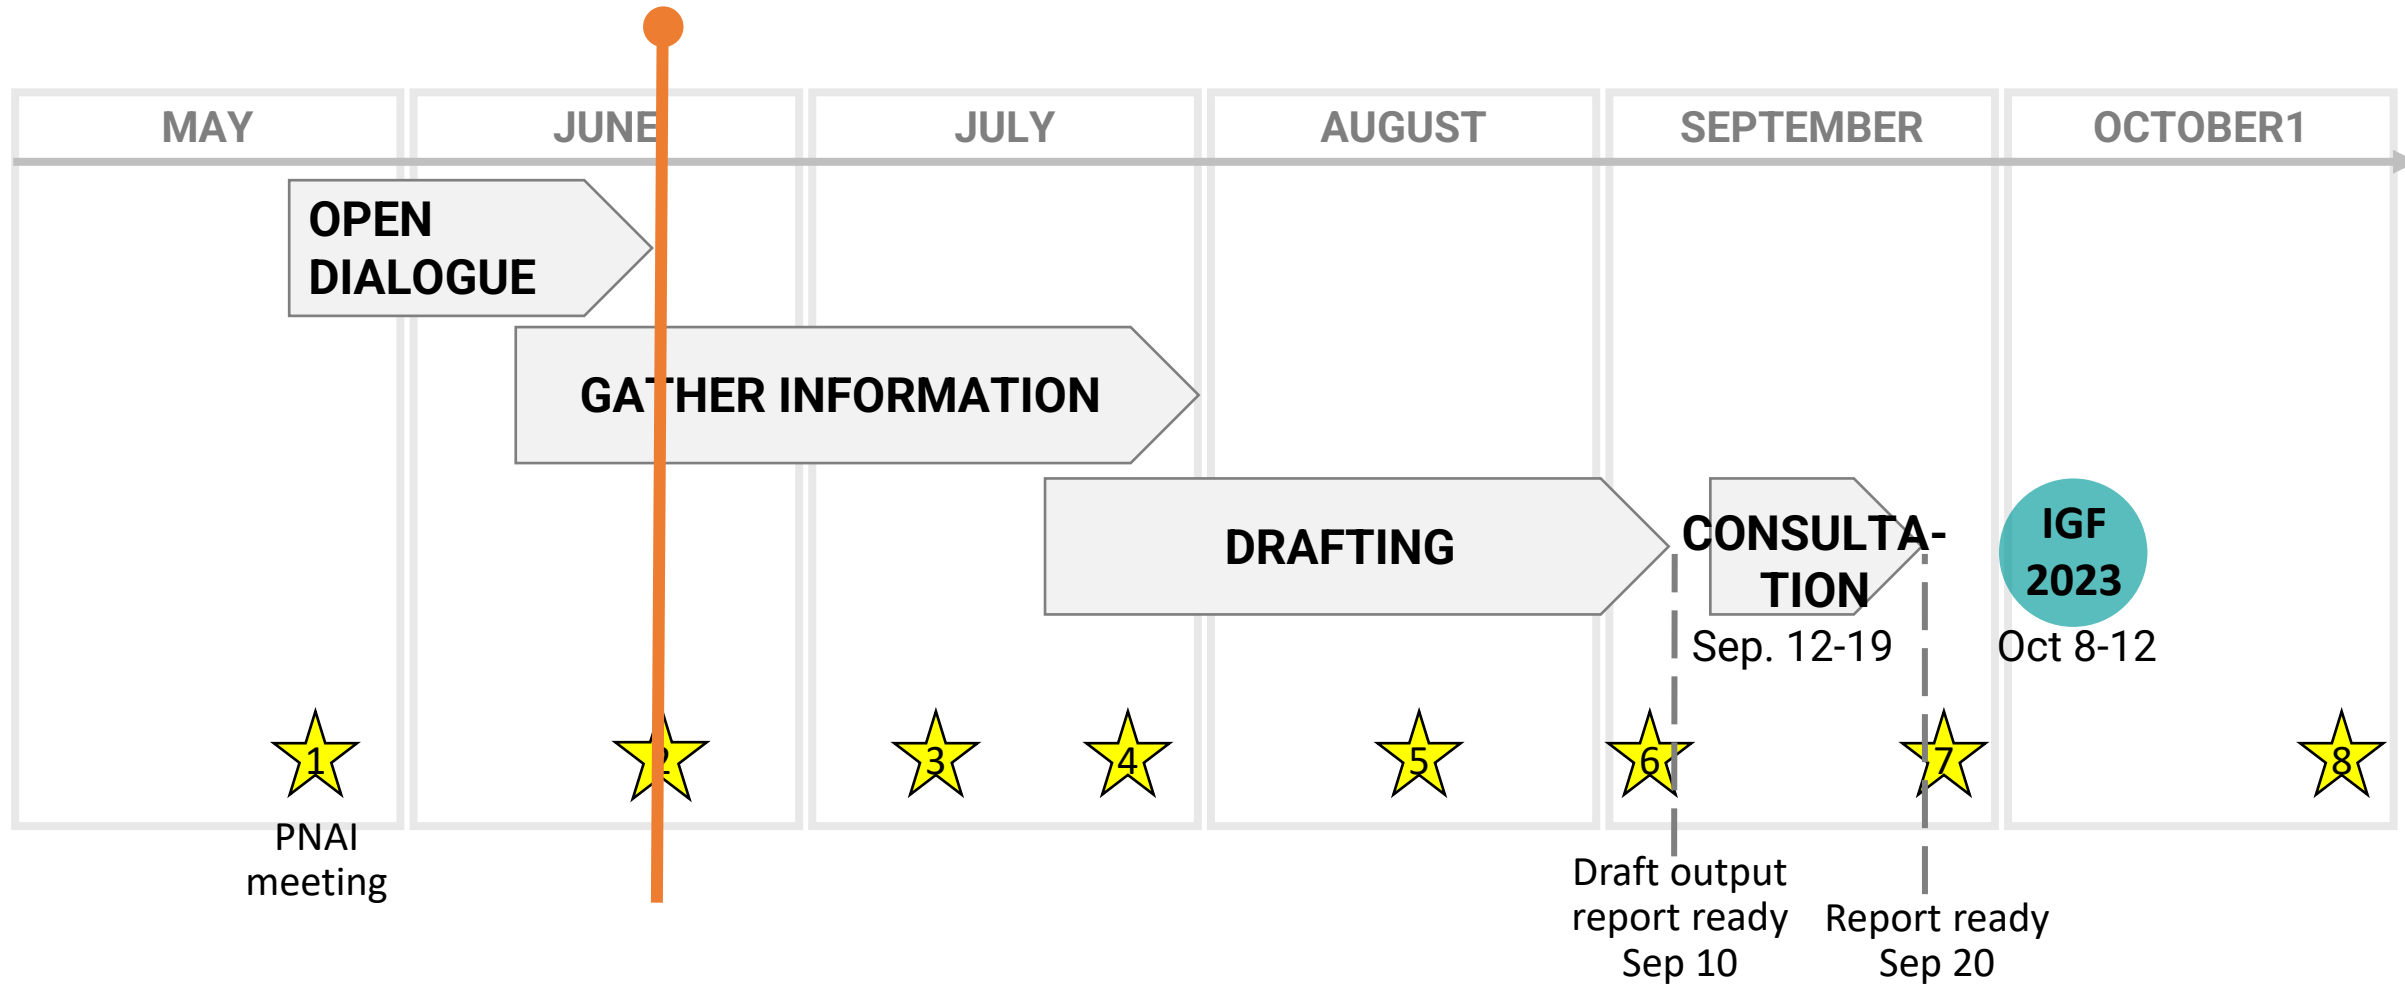 MAY
JUNE
JULY
AUGUST
SEPTEMBER
OCTOBER1
OPEN
DIALOGUE
GATHER INFORMATION
DRAFTING
CONSULTA-
TION
Sep. 12-19
IGF
2023
Oct 8-12
1
2
3
4
5
6
7
8
PNAI
meeting
Draft output
report ready
Sep 10
Report ready
Sep 20